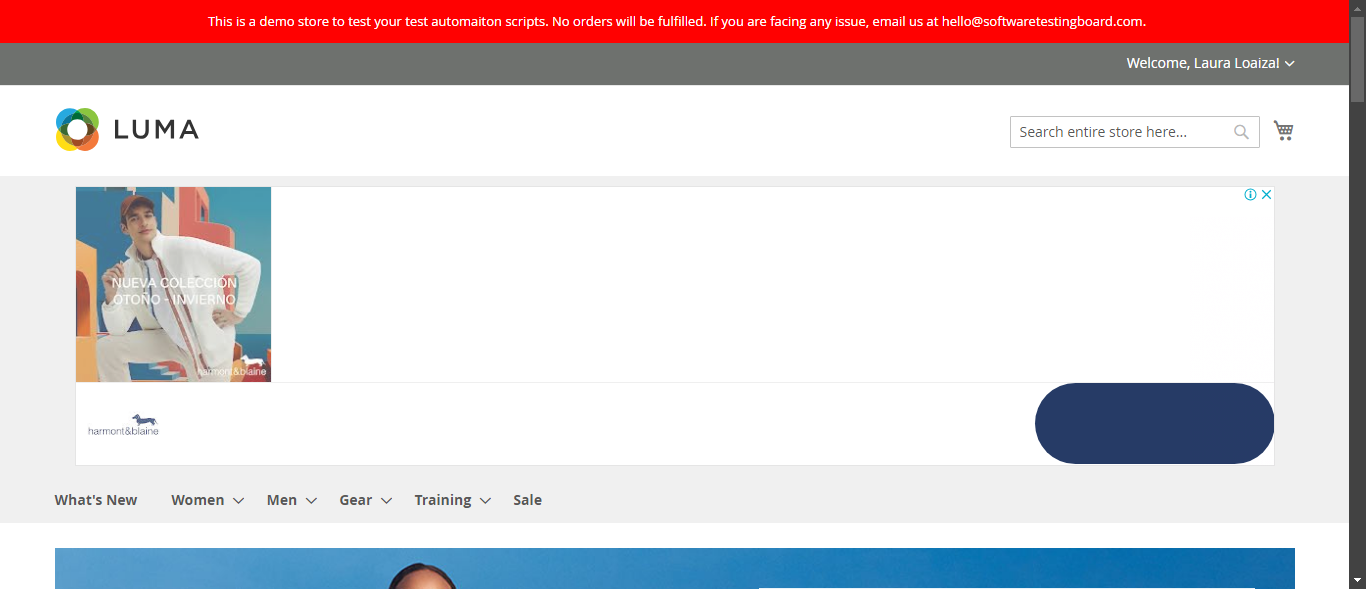 This is a demo store to test your test automaiton scripts. No orders will be fulfilled. If you are facing any issue, email us at hello@softwaretestingboard.com.
Welcome, Laura Loaiza!
LUMA
Search entire store here...
NUEVA COLECCIÓN
OTOÑO - INVIERNO
harmont&blaine
harmont&blaine
What's New Women Men Gear Training Sale